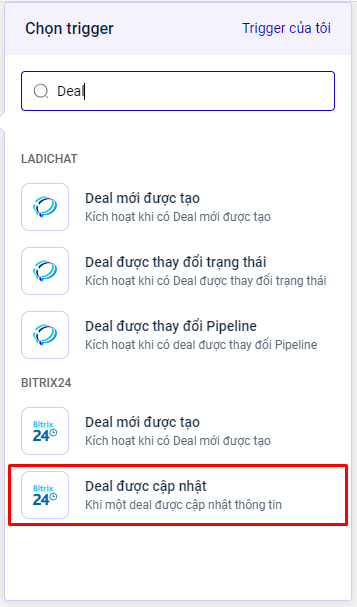 Chọn trigger
Trigger của tôi
Deal
LADICHAT
Deal mới được tạo
Kích hoạt khi có Deal mới được tạo
Deal được thay đổi trạng thái
Kích hoạt khi có Deal được thay đổi trạng thái
Deal được thay đổi Pipeline
Kích hoạt khi có deal được thay đổi Pipeline
BITRIX24
Bitrix
24
Deal mới được tạo
Kích hoạt khi có Deal mới được tạo
Bitrix
24
Deal được cập nhật
Khi một deal được cập nhật thông tin